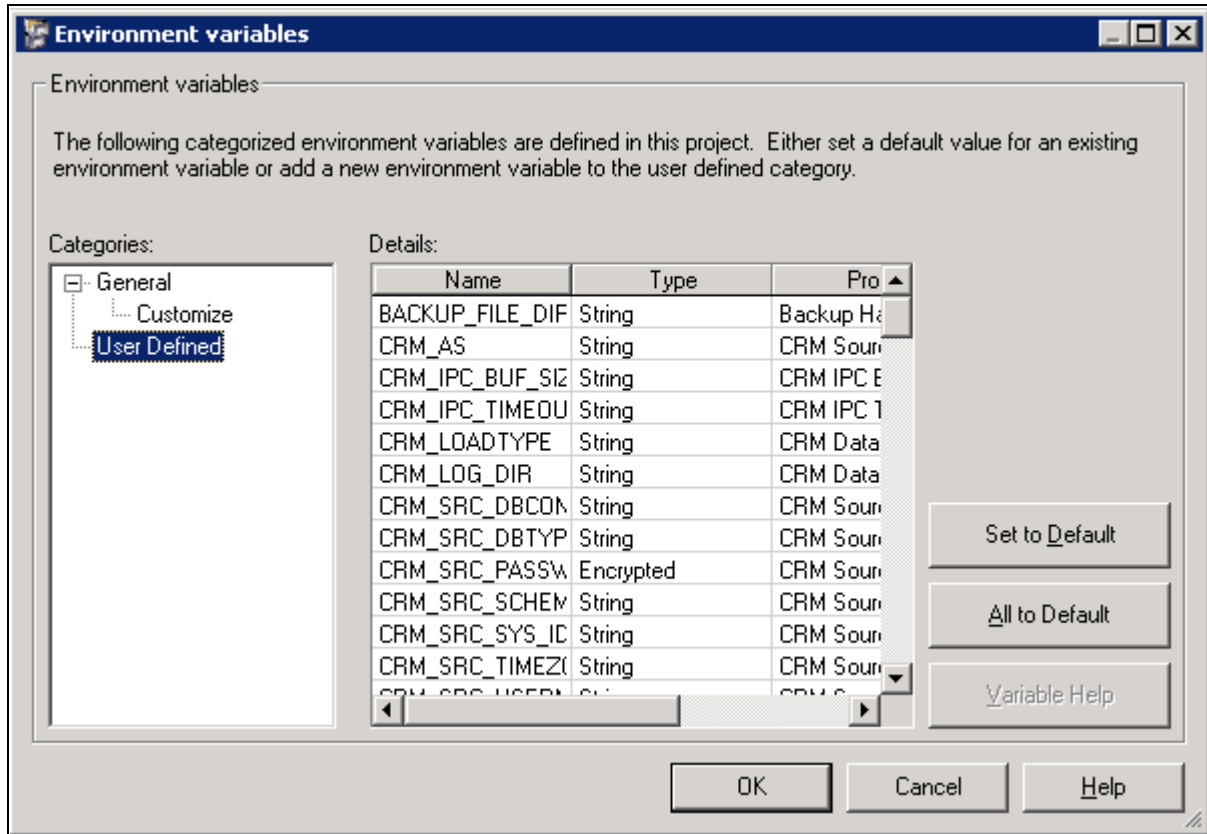 Environment variables
Environment variables
The following categorized environment variables are defined in this project. Either set a default value for an existing
environment variable or add a new environment variable to the user defined category.
Categories:
General
Customize
User Defined
Details:
Name Type Pro
BACKUP_FILE_DIF String Backup Ha
CRM_AS String CRM Sour
CRM_IPC_BUF_SIZ String CRM IPC B
CRM_IPC_TIMEOU String CRM IPC T
CRM_LOADTYPE String CRM Data
CRM_LOG_DIR String CRM Data
CRM_SRC_DBCON String CRM Sour
CRM_SRC_DBTYP String CRM Sour
CRM_SRC_PASSW Encrypted CRM Sour
CRM_SRC_SCHEM String CRM Sour
CRM_SRC_SYS_ID String CRM Sour
CRM_SRC_TIMEZO String CRM Sour
Set to Default
All to Default
Variable Help
OK Cancel Help